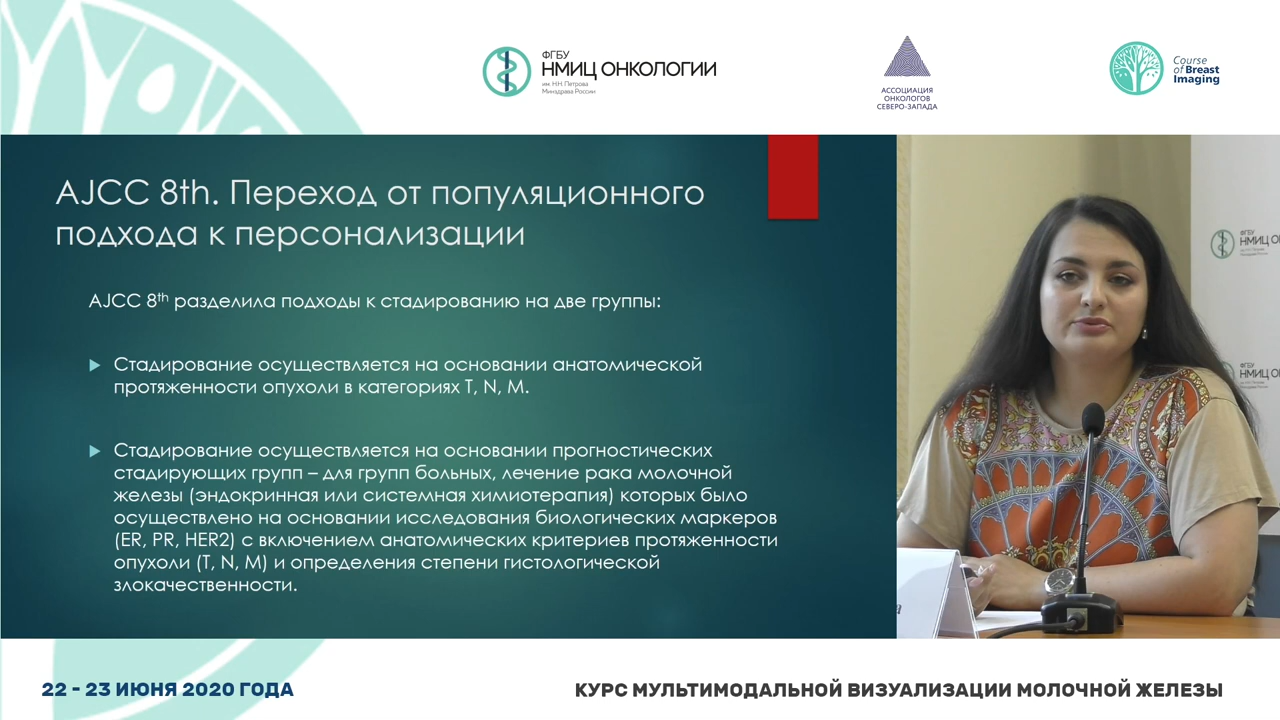 ФГБУ
НМИЦ ОНКОЛОГИИ
им. Н.Н. Петрова
Минздрава России
АССОЦИАЦИЯ
ОНКОЛОГОВ
СЕВЕРО-ЗАПАДА
Course
of Breast
Imaging
AJCC 8th. Переход от популяционного
подхода к персонализации
AJCC 8th разделила подходы к стадированию на две группы:
Стадирование осуществляется на основании анатомической
протяженности опухоли в категориях T, N, M.
Стадирование осуществляется на основании прогностических
стадирующих групп – для групп больных, лечение рака молочной
железы (эндокринная или системная химиотерапия) которых было
осуществлено на основании исследования биологических маркеров
(ER, PR, HER2) с включением анатомических критериев протяженности
опухоли (T, N, M) и определения степени гистологической
злокачественности.
ФГБУ
22 - 23 ИЮНЯ 2020 ГОДА
КУРС МУЛЬТИМОДАЛЬНОЙ ВИЗУАЛИЗАЦИИ МОЛОЧНОЙ ЖЕЛЕЗЫ